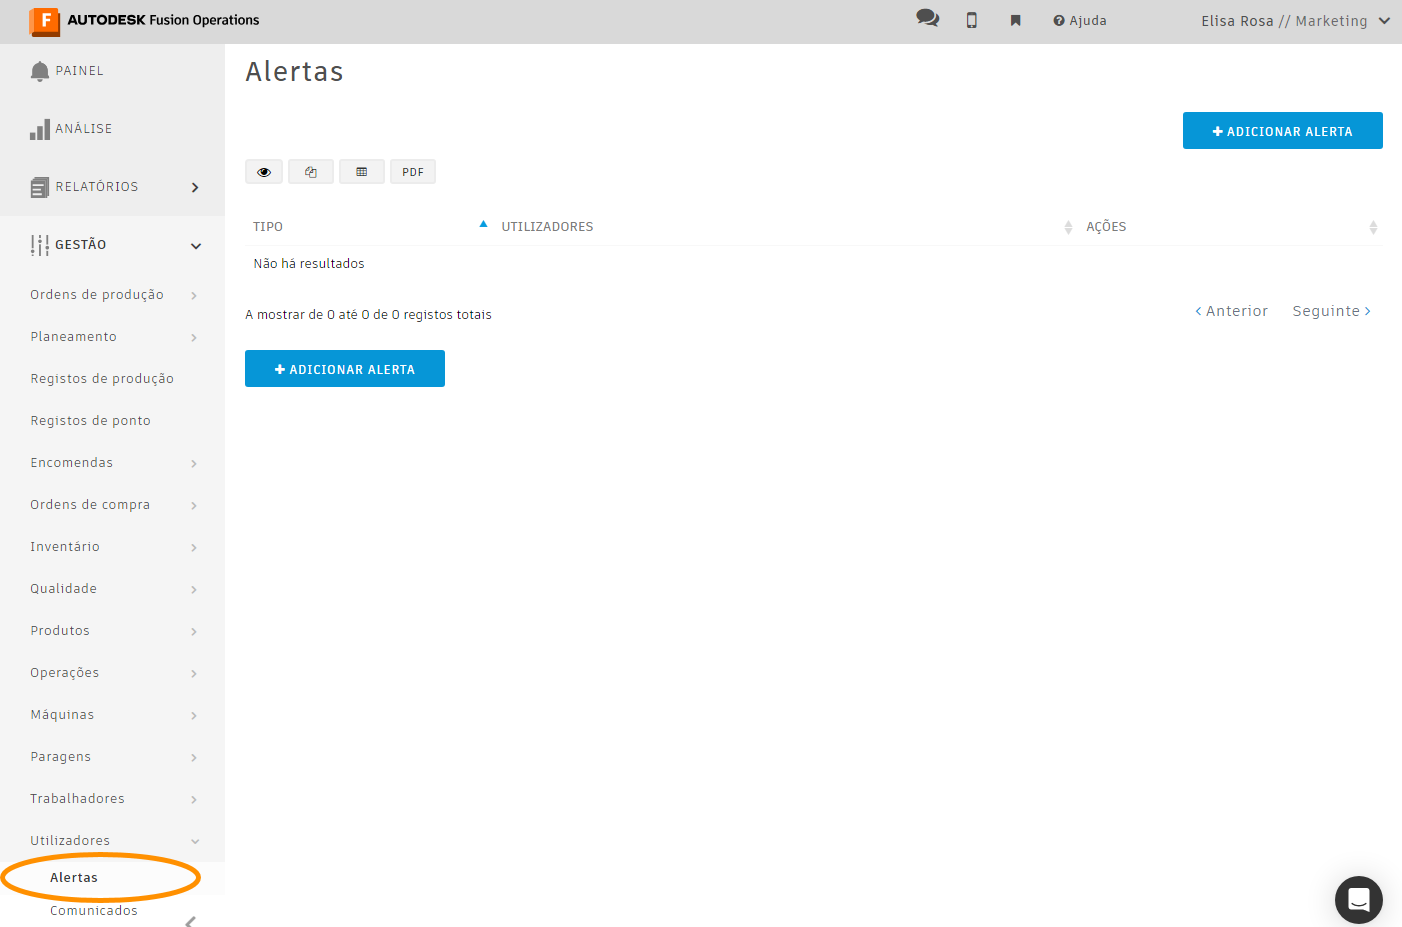 F AUTODESK Fusion Operations
Ajuda
Elisa Rosa // Marketing
PAINEL
ANÁLISE
RELATÓRIOS
GESTÃO
Ordens de produção
Planeamento
Registos de produção
Registos de ponto
Encomendas
Ordens de compra
Inventário
Qualidade
Produtos
Operações
Máquinas
Paragens
Trabalhadores
Utilizadores
Alertas
Comunicados
Alertas
ADICIONAR ALERTA
PDF
TIPO UTILIZADORES AÇÕES
Não há resultados
A mostrar de 0 até 0 de 0 registos totais
Anterior Seguinte
ADICIONAR ALERTA